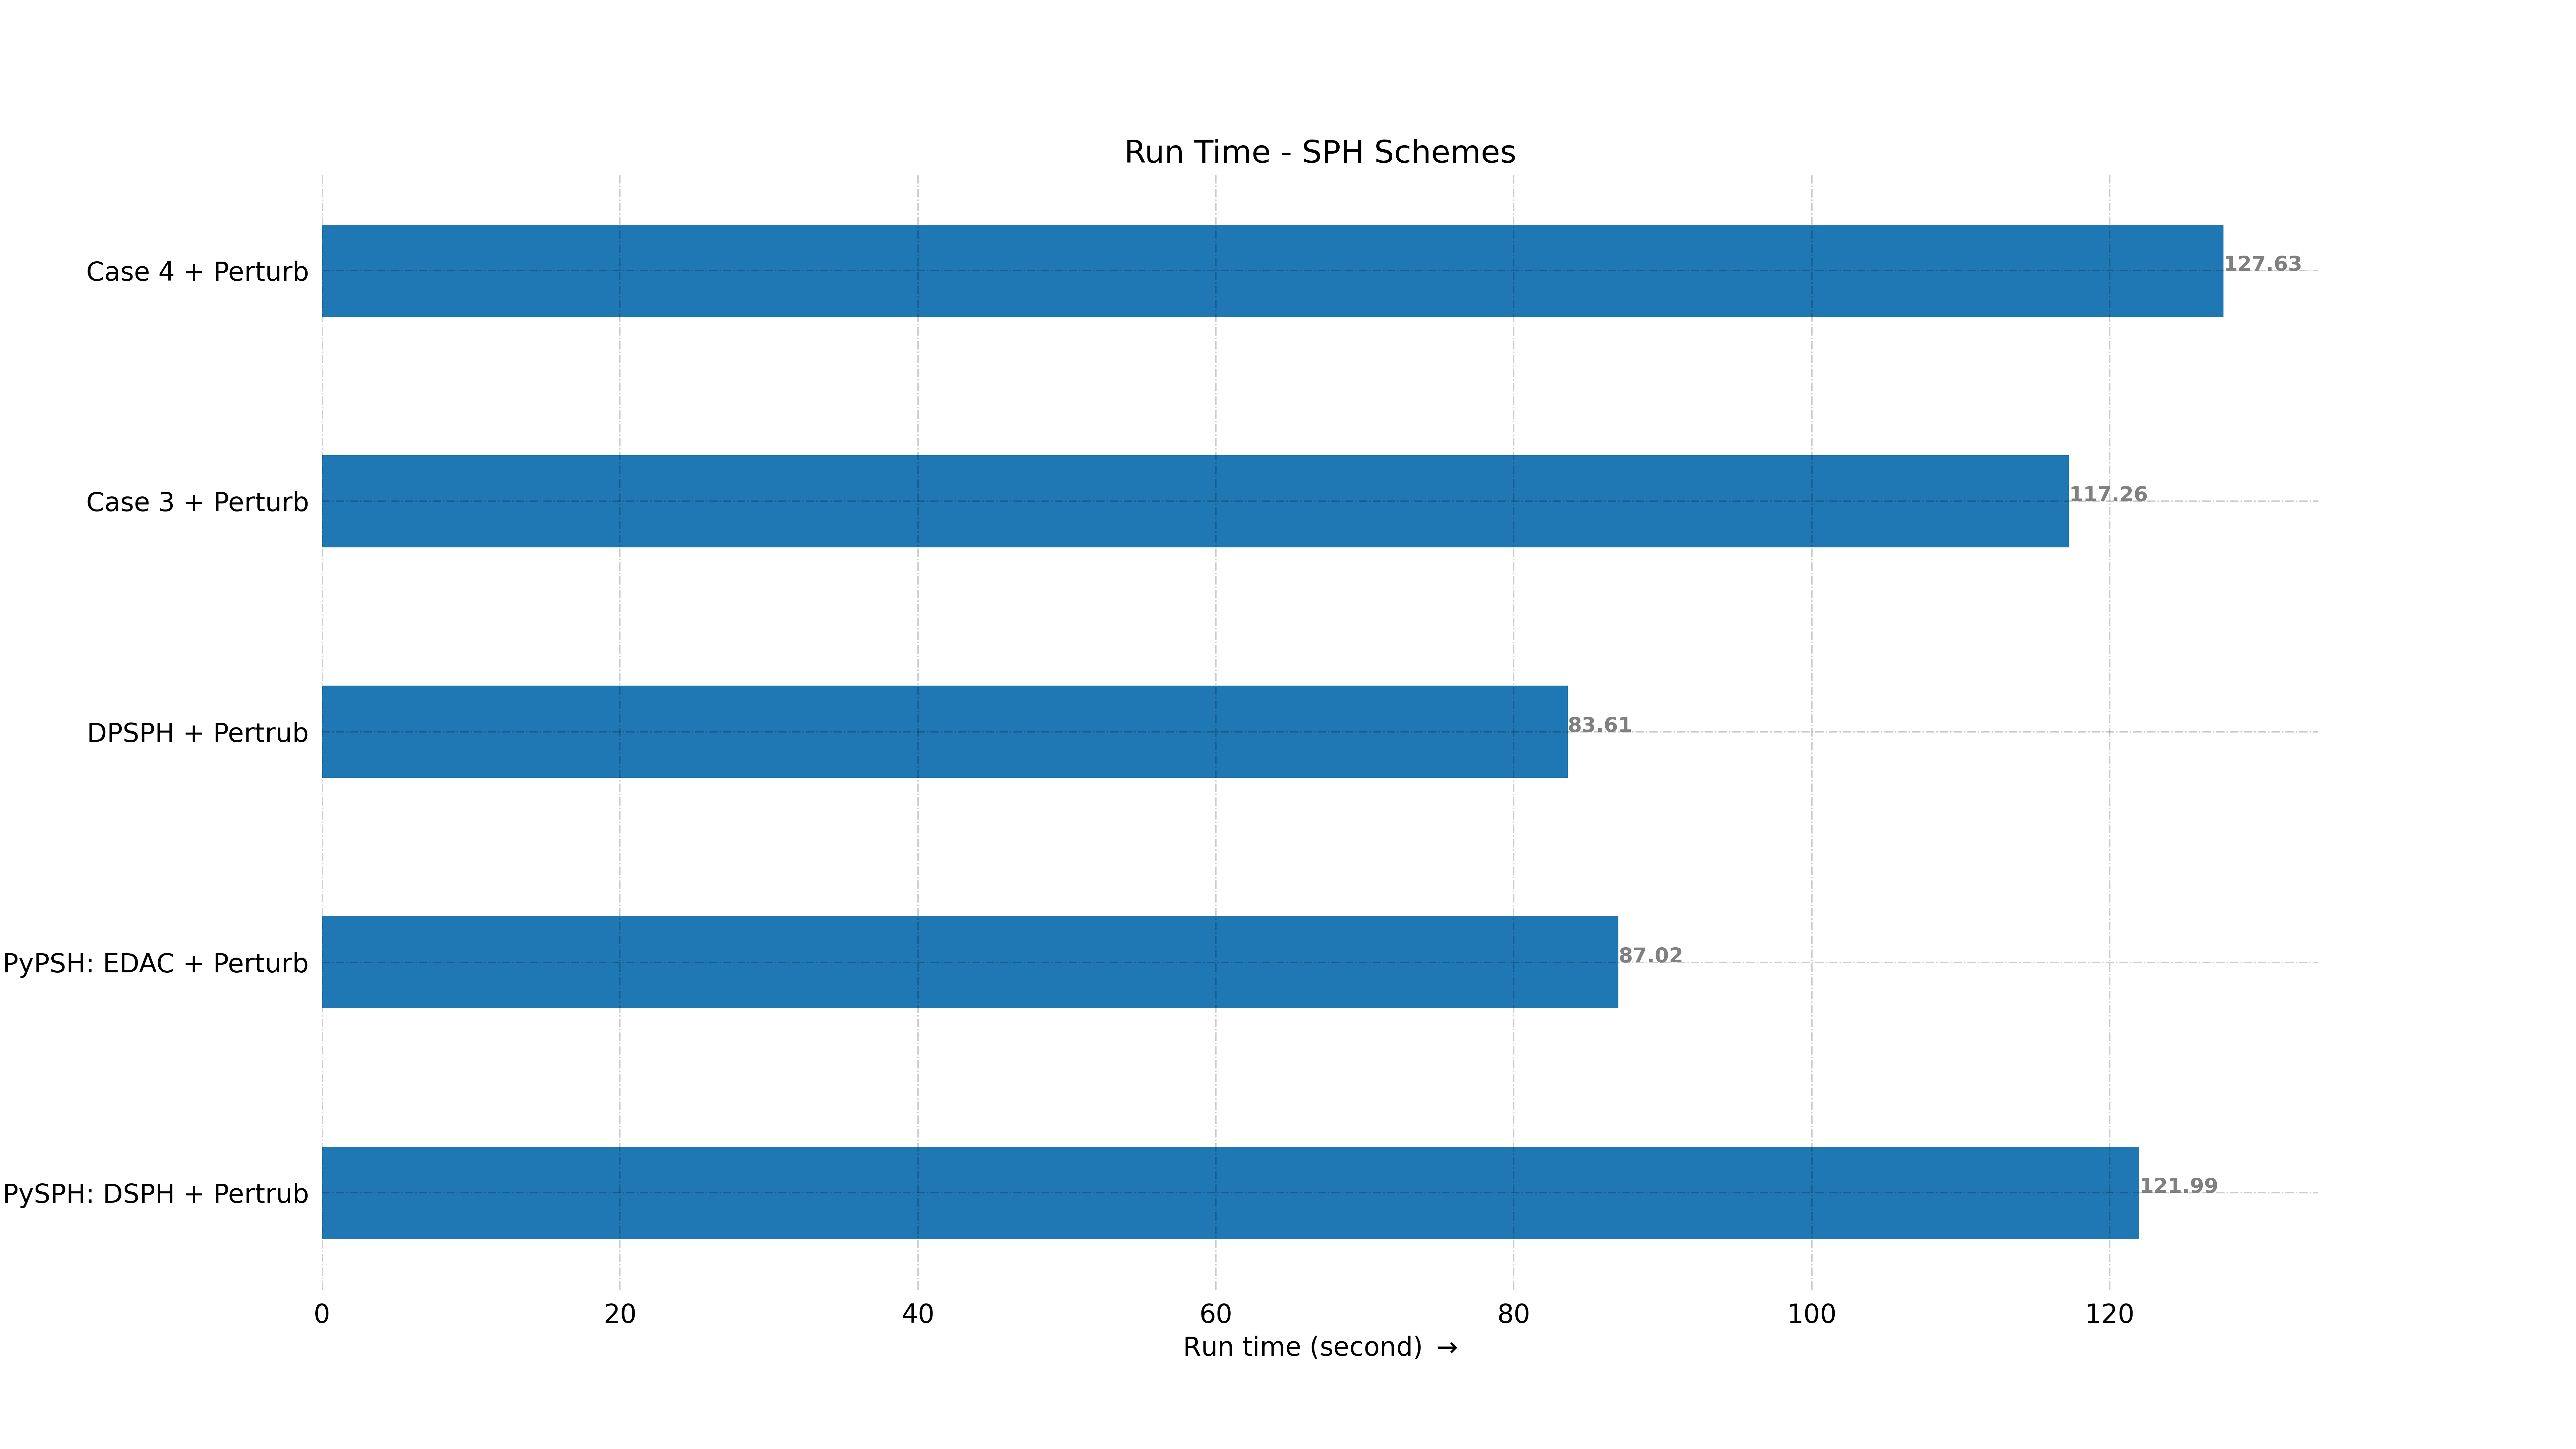 Run Time - SPH Schemes
Case 4 + Perturb
127.63
Case 3 + Perturb
117.26
DPSPH + Pertrub
83.61
PyPSH: EDAC + Perturb
87.02
PySPH: DSPH + Pertrub
121.99
0 20 40 60 80 100 120
Run time (second) →